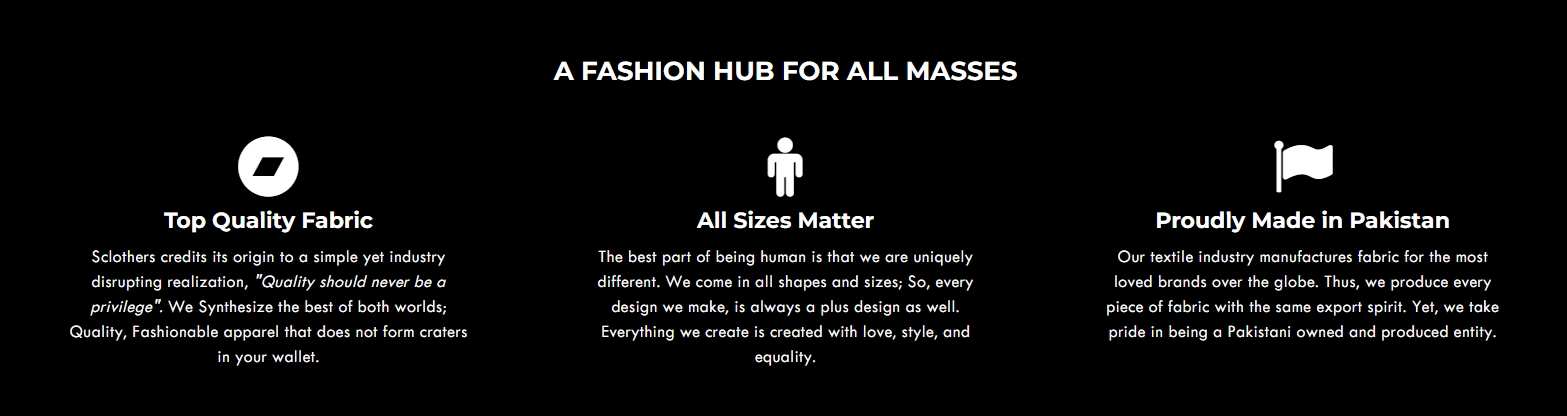 A FASHION HUB FOR ALL MASSES
Top Quality Fabric
Sclothers credits its origin to a simple yet industry
disrupting realization, "Quality should never be a
privilege". We Synthesize the best of both worlds;
Quality, Fashionable apparel that does not form craters
in your wallet.
All Sizes Matter
The best part of being human is that we are uniquely
different. We come in all shapes and sizes; So, every
design we make, is always a plus design as well.
Everything we create is created with love, style, and
equality.
Proudly Made in Pakistan
Our textile industry manufactures fabric for the most
loved brands over the globe. Thus, we produce every
piece of fabric with the same export spirit. Yet, we take
pride in being a Pakistani owned and produced entity.